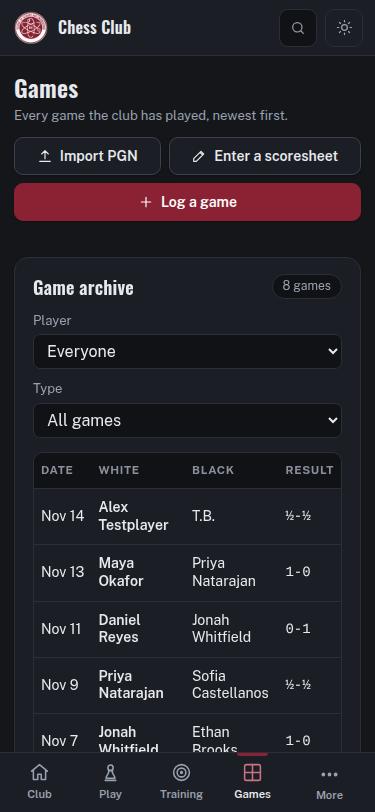 Chess Club
Games
Every game the club has played, newest first.
Import PGN
Enter a scoresheet
Log a game
Game archive
8 games
Player
Everyone
Type
All games
DATE WHITE BLACK RESULT
Nov 14 Alex Testplayer T.B. ½-½
Nov 13 Maya Okafor Priya Natarajan 1-0
Nov 11 Daniel Reyes Jonah Whitfield 0-1
Nov 9 Priya Natarajan Sofia Castellanos ½-½
Nov 7 Jonah Whitfield Ethan Brooks 1-0
Club Play Training Games More